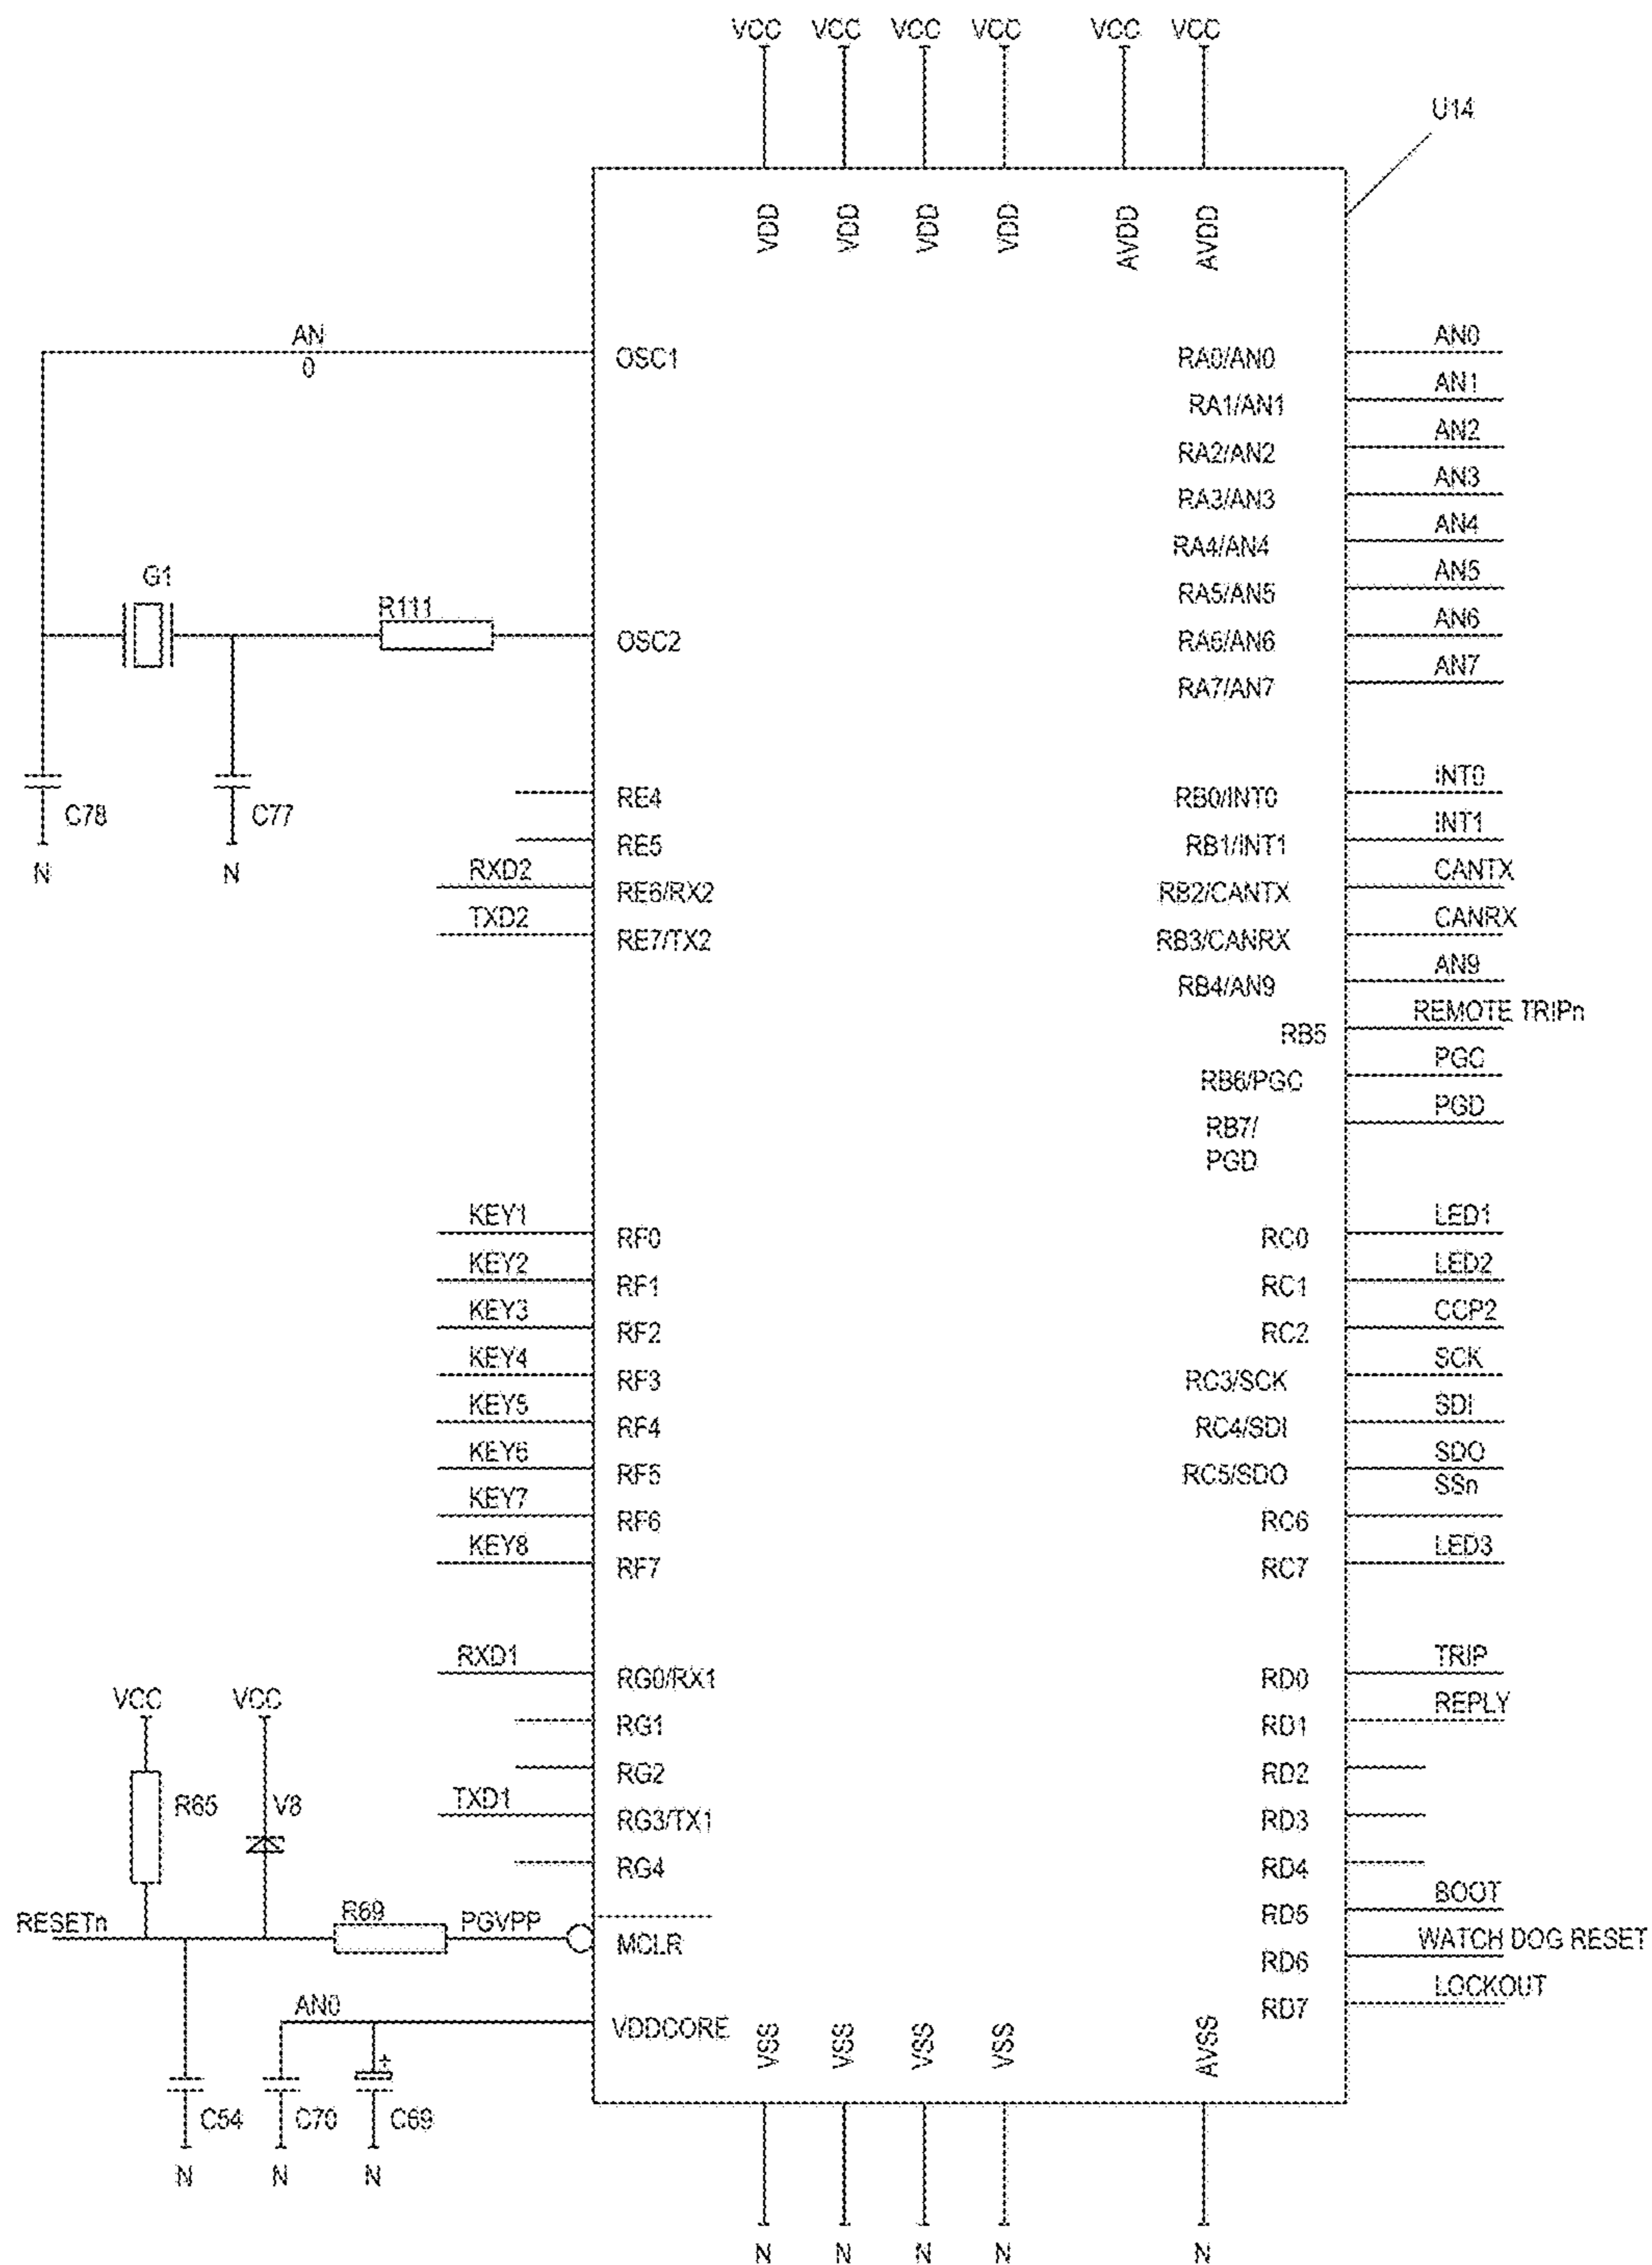 VCC VCC VCC VCC VCC VCC
U14
VDD VDD VDD VDD AVDD AVDD
AN
0
OSC1
RA0/AN0 AN0
RA1/AN1 AN1
RA2/AN2 AN2
RA3/AN3 AN3
RA4/AN4 AN4
RA5/AN5 AN5
G1
R111
OSC2
RA6/AN6 AN6
RA7/AN7 AN7
C78
C77
N N
RE4
RB0/INT0 INT0
RE5
RB1/INT1 INT1
RXD2 RE6/RX2
RB2/CANTX CANTX
TXD2 RE7/TX2
RB3/CANRX CANRX
RB4/AN9 AN9
RB5 REMOTE TRIPn
RB6/PGC PGC
RB7/
PGD
PGD
KEY1 RF0 RC0 LED1
KEY2 RF1 RC1 LED2
KEY3 RF2 RC2 CCP2
KEY4 RF3 RC3/SCK SCK
KEY5 RF4 RC4/SDI SDI
KEY6 RF5 RC5/SDO SDO
KEY7 RF6 RC6 SSn
KEY8 RF7 RC7 LED3
RXD1 RG0/RX1 RD0 TRIP
VCC VCC
RG1 RD1 REPLY
RG2 RD2
R65 V8
TXD1 RG3/TX1 RD3
RG4 RD4
RD5 BOOT
RESETn R69 PGVPP MCLR
RD6 WATCH DOG RESET
RD7 LOCKOUT
AN0 VDDCORE
+
VSS VSS VSS VSS AVSS
C54 C70 C69
N N N
N N N N N